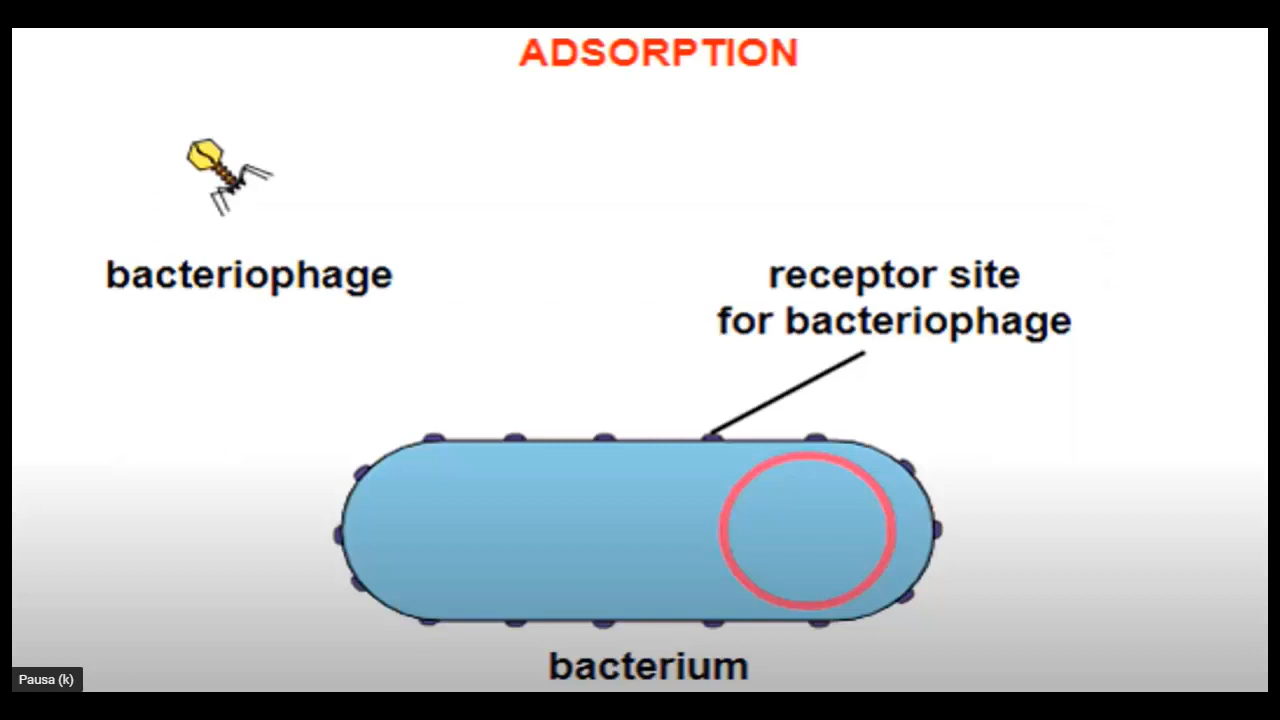 ADSORPTION
bacteriophage
receptor site
for bacteriophage
bacterium
Pausa (k)